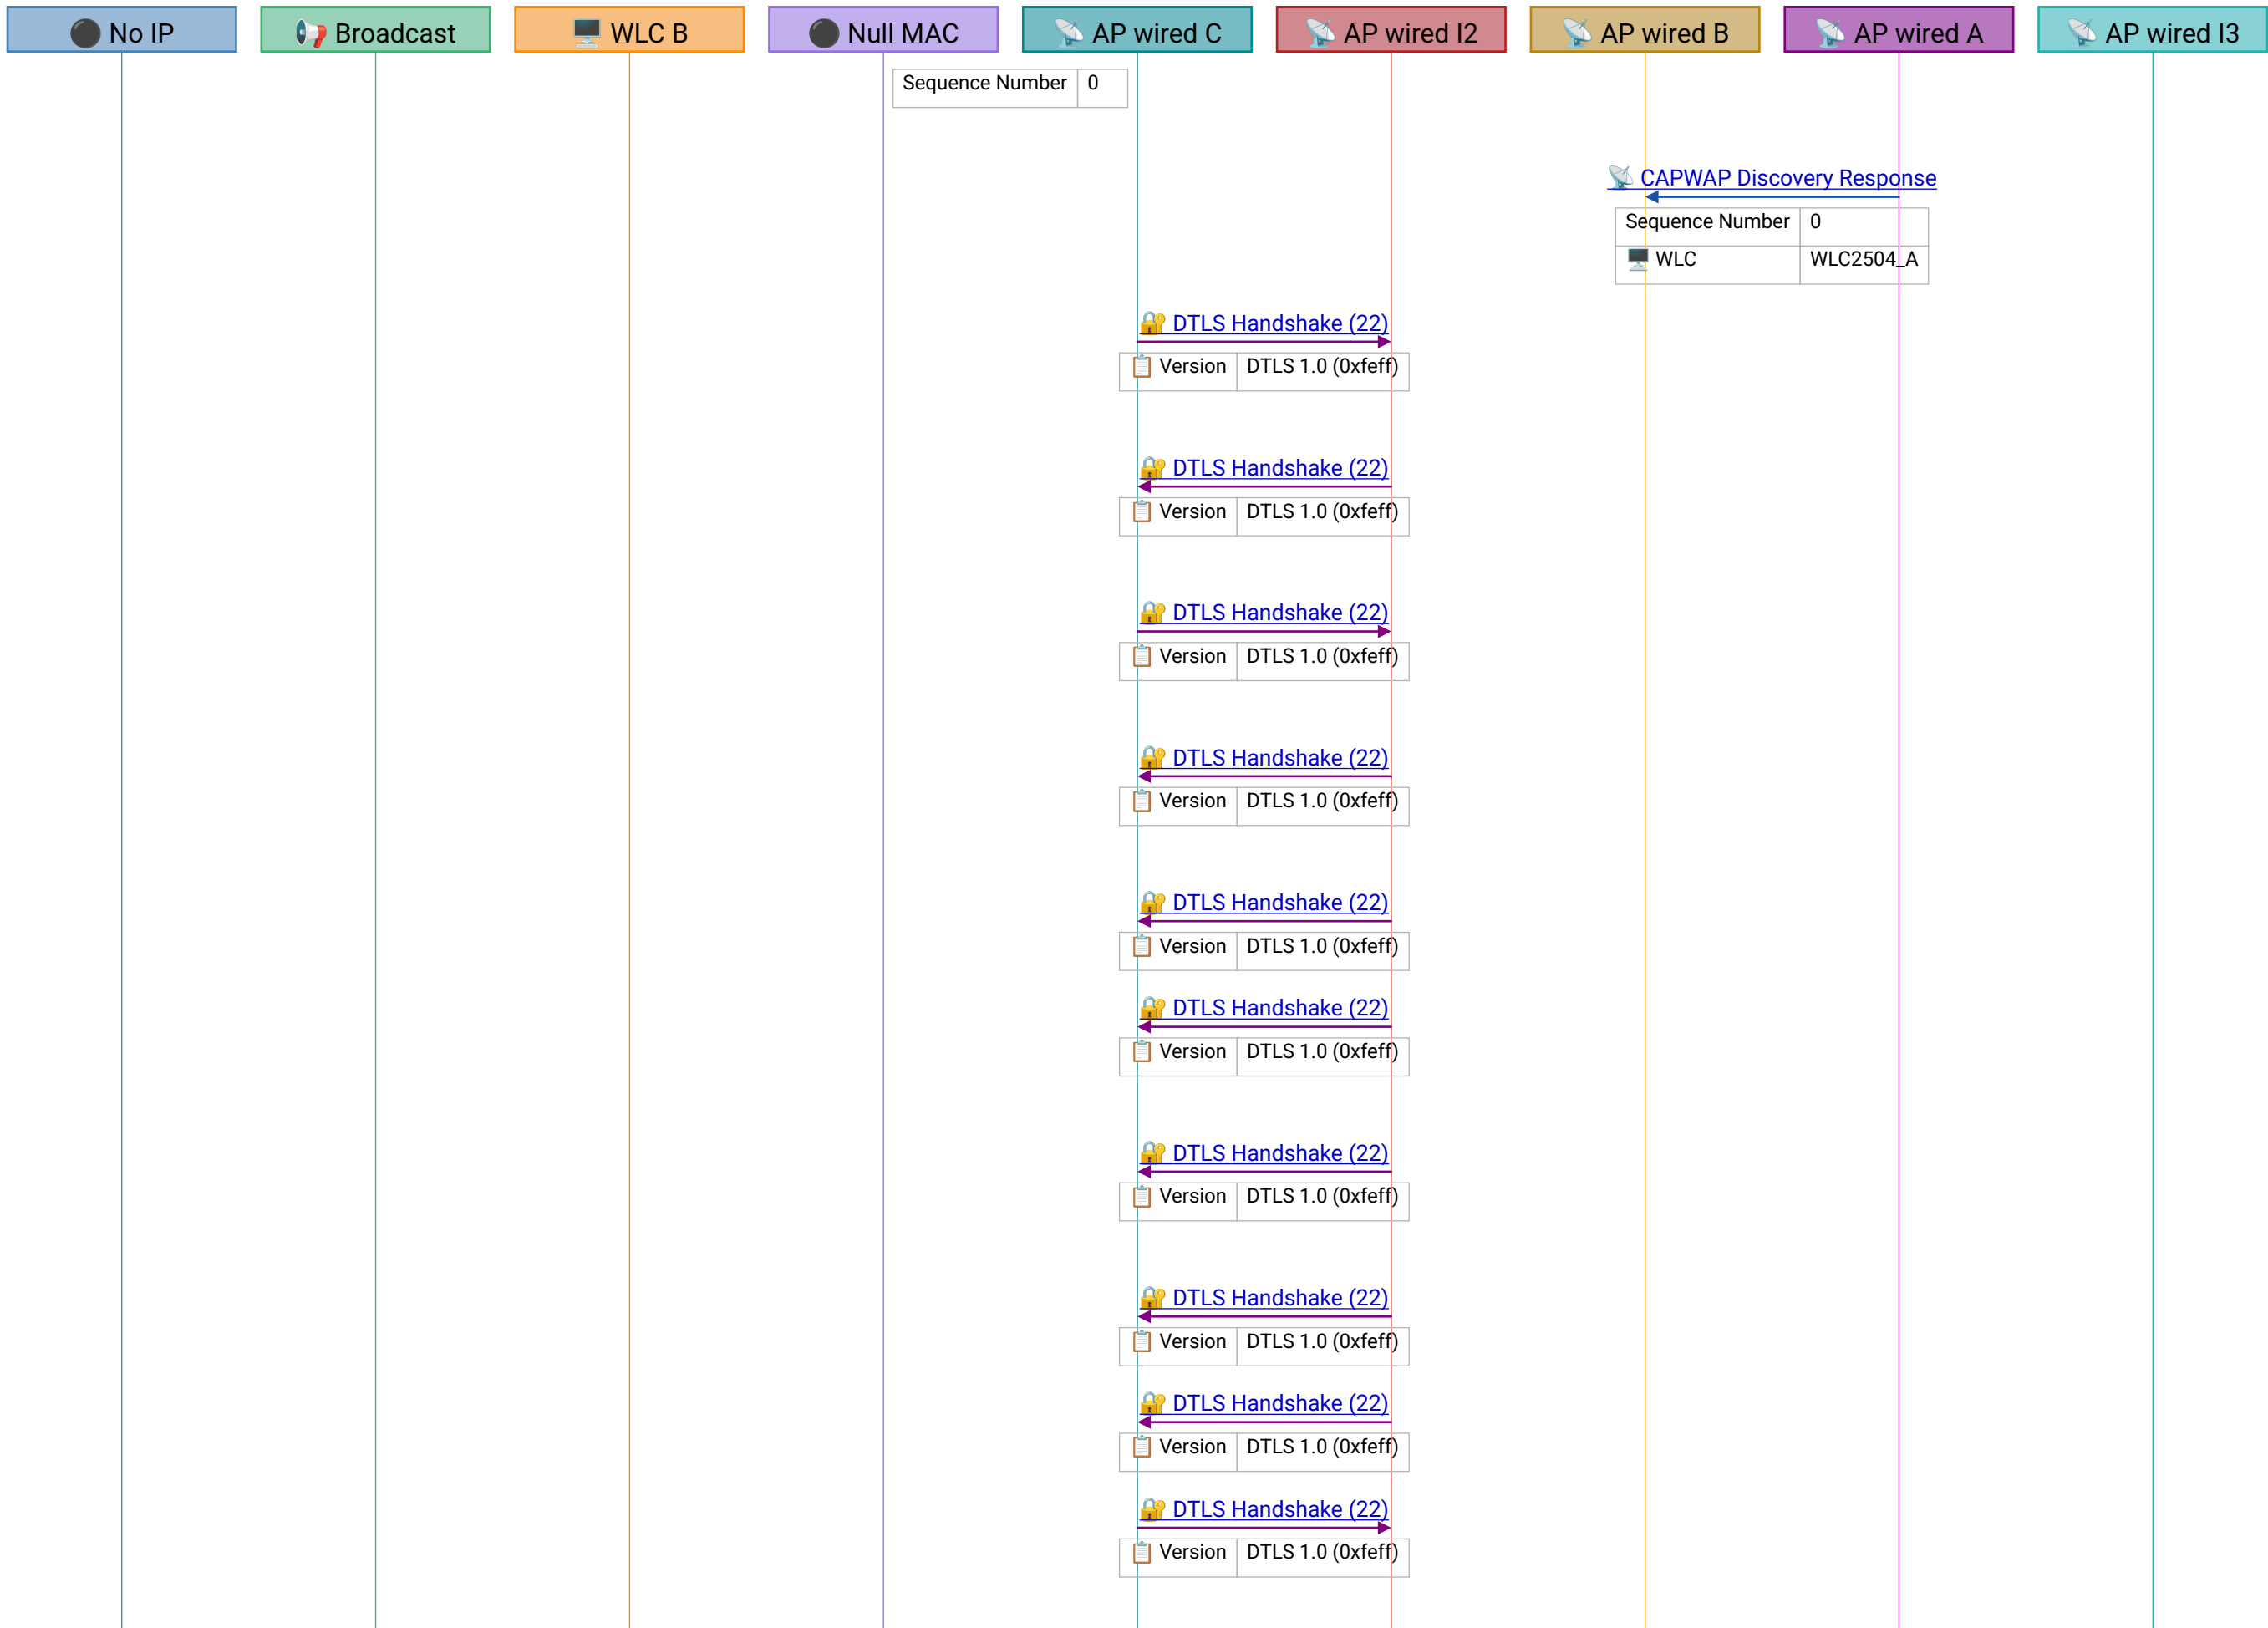 No IP Broadcast WLC B Null MAC AP wired C AP wired I2 AP wired B AP wired A AP wired I3
Sequence Number 0
CAPWAP Discovery Response
Sequence Number 0
WLC WLC2504_A
DTLS Handshake (22)
Version DTLS 1.0 (0xfeff)
DTLS Handshake (22)
Version DTLS 1.0 (0xfeff)
DTLS Handshake (22)
Version DTLS 1.0 (0xfeff)
DTLS Handshake (22)
Version DTLS 1.0 (0xfeff)
DTLS Handshake (22)
Version DTLS 1.0 (0xfeff)
DTLS Handshake (22)
Version DTLS 1.0 (0xfeff)
DTLS Handshake (22)
Version DTLS 1.0 (0xfeff)
DTLS Handshake (22)
Version DTLS 1.0 (0xfeff)
DTLS Handshake (22)
Version DTLS 1.0 (0xfeff)
DTLS Handshake (22)
Version DTLS 1.0 (0xfeff)